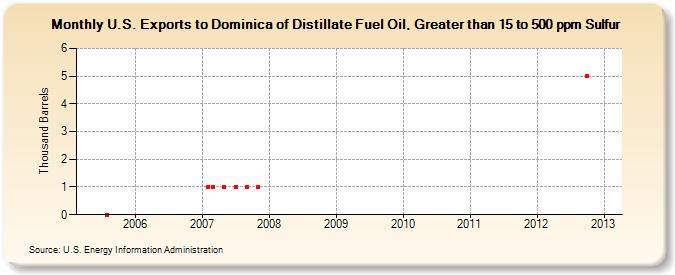 Monthly U.S. Exports to Dominica of Distillate Fuel Oil, Greater than 15 to 500 ppm Sulfur
Thousand Barrels
6
5
4
3
2
1
0
2006 2007 2008 2009 2010 2011 2012 2013
Source: U.S. Energy Information Administration